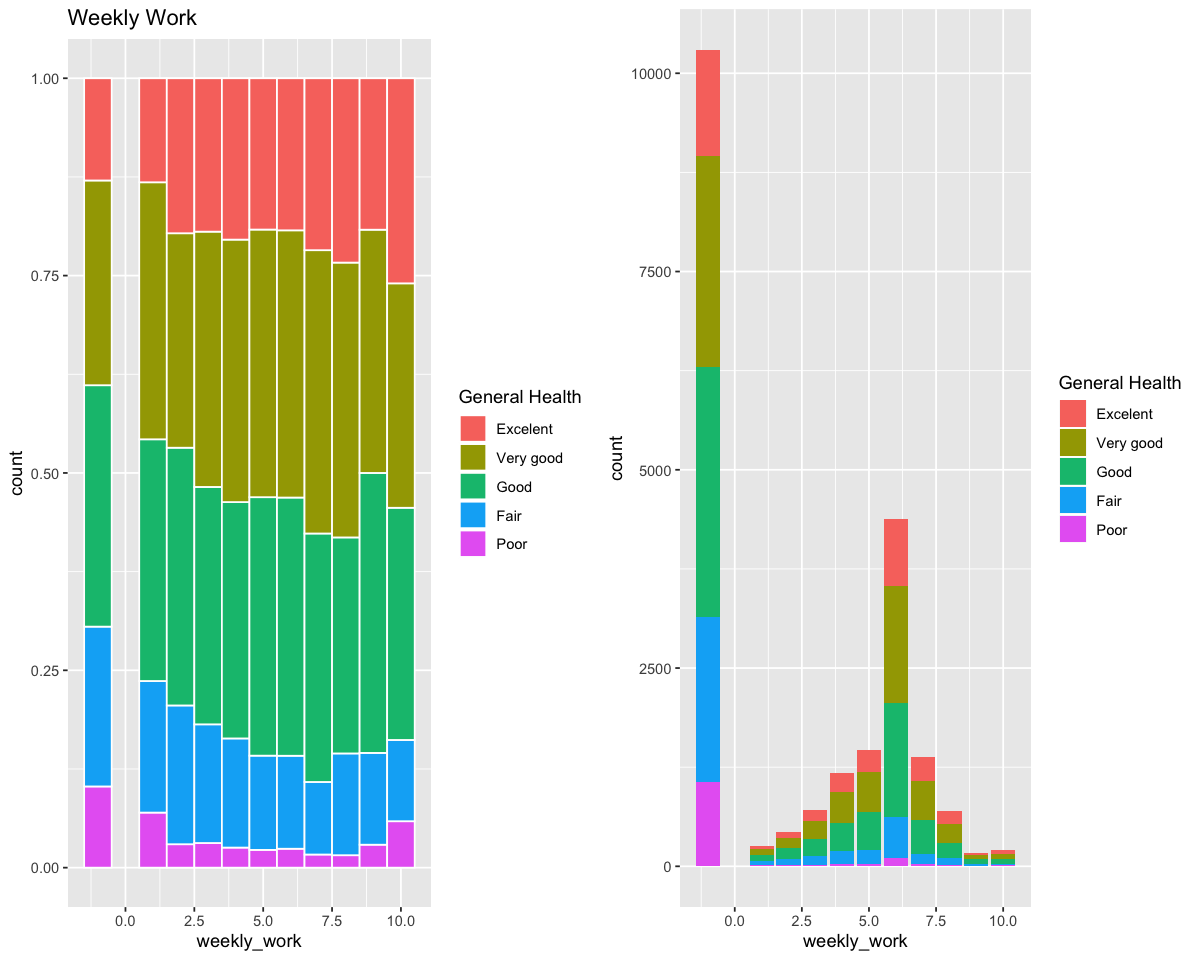 Weekly Work
count
1.00
0.75
0.50
0.25
0.00
0.0 2.5 5.0 7.5 10.0
weekly_work
General Health
Excelent
Very good
Good
Fair
Poor
count
10000
7500
5000
2500
0
0.0 2.5 5.0 7.5 10.0
weekly_work
General Health
Excelent
Very good
Good
Fair
Poor